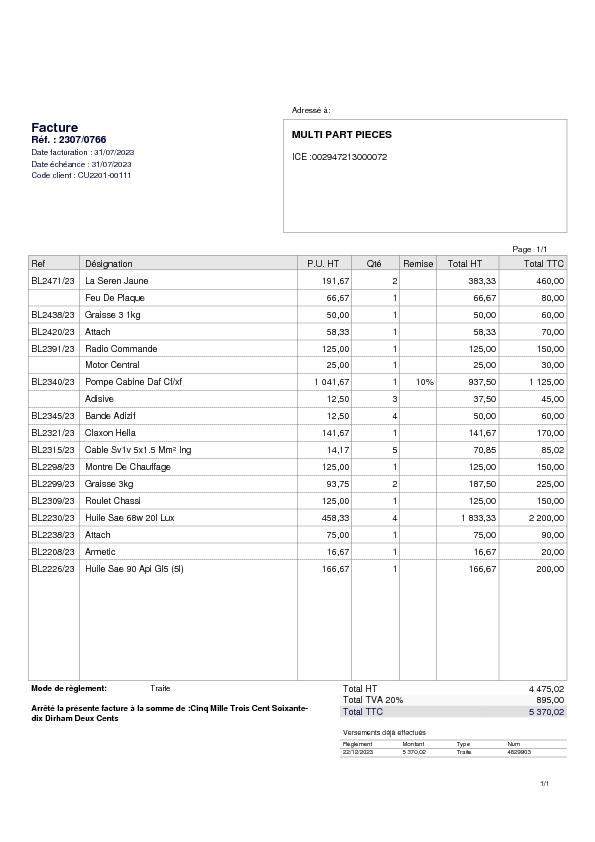 Adressé à:
Facture
Réf. : 2307/0766
Date facturation : 31/07/2023
Date échéance : 31/07/2023
Code client : CU2201-00111
MULTI PART PIECES
ICE :002947213000072
Page 1/1
Ref Désignation P.U. HT Qté Remise Total HT Total TTC
BL2471/23 La Seren Jaune 191,67 2 383,33 460,00
Feu De Plaque 66,67 1 66,67 80,00
BL2438/23 Graisse 3 1kg 50,00 1 50,00 60,00
BL2420/23 Attach 58,33 1 58,33 70,00
BL2391/23 Radio Commande 125,00 1 125,00 150,00
Motor Central 25,00 1 25,00 30,00
BL2340/23 Pompe Cabine Daf Cf/xf 1 041,67 1 10% 937,50 1 125,00
Adisive 12,50 3 37,50 45,00
BL2345/23 Bande Adizif 12,50 4 50,00 60,00
BL2321/23 Claxon Hella 141,67 1 141,67 170,00
BL2315/23 Cable Sv1v 5x1.5 Mm² Ing 14,17 5 70,85 85,02
BL2298/23 Montre De Chauffage 125,00 1 125,00 150,00
BL2299/23 Graisse 3kg 93,75 2 187,50 225,00
BL2309/23 Roulet Chassi 125,00 1 125,00 150,00
BL2230/23 Huile Sae 68w 20l Lux 458,33 4 1 833,33 2 200,00
BL2238/23 Attach 75,00 1 75,00 90,00
BL2208/23 Armetic 16,67 1 16,67 20,00
BL2226/23 Huile Sae 90 Api Gl5 (5l) 166,67 1 166,67 200,00
Mode de règlement: Traite
Total HT 4 475,02
Total TVA 20% 895,00
Total TTC 5 370,02
Arrêté la présente facture à la somme de :Cinq Mille Trois Cent Soixante-
dix Dirham Deux Cents
Versements déjà effectués
Règlement Montant Type Num
22/12/2023 5 370,02 Traite 4829903
1/1